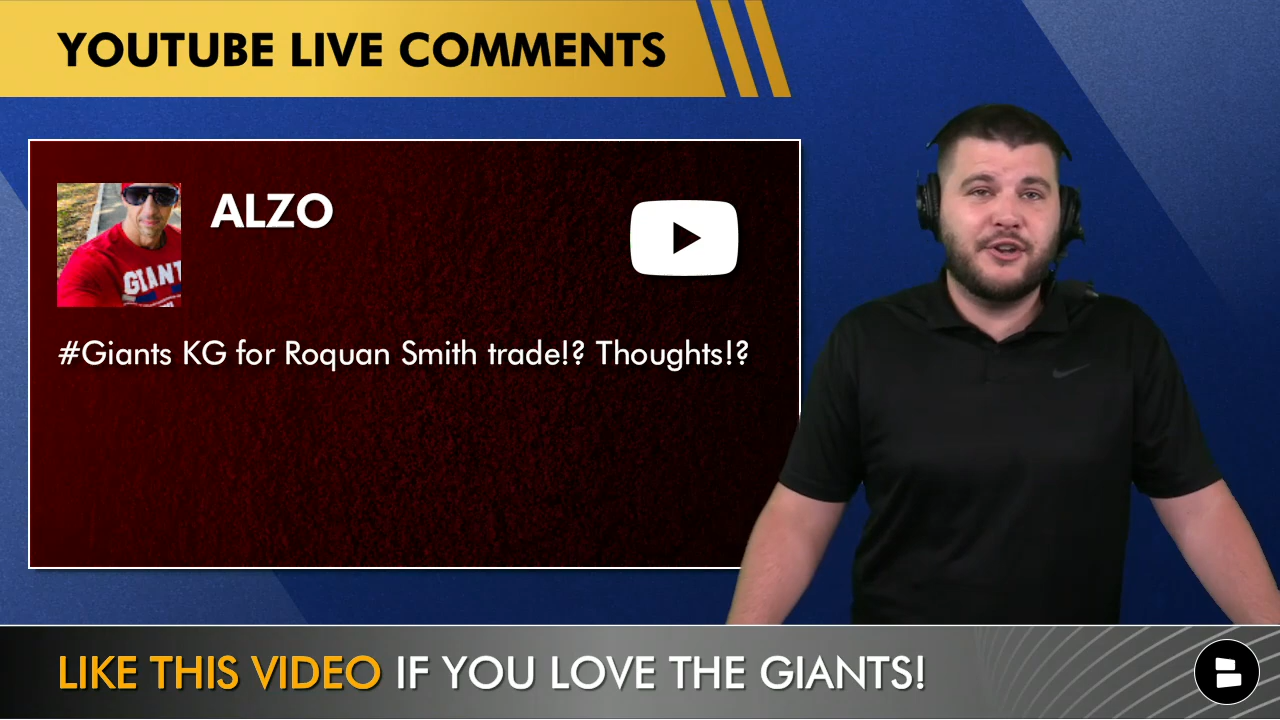 YOUTUBE LIVE COMMENTS
ALZO
GIANT
#Giants KG for Roquan Smith trade!? Thoughts!?
LIKE THIS VIDEO IF YOU LOVE THE GIANTS!